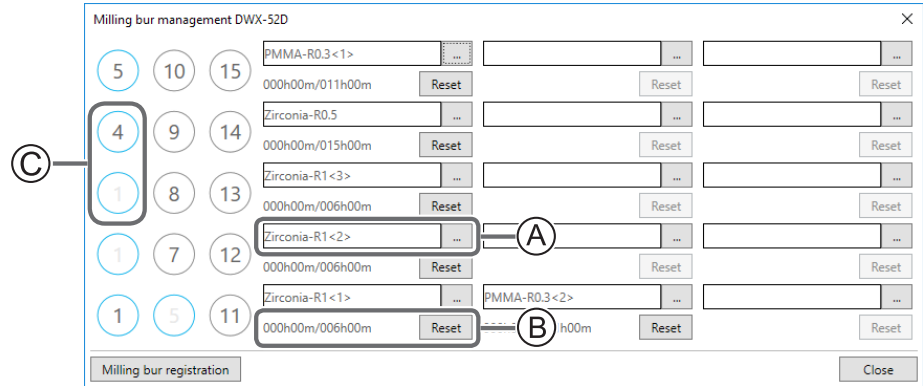 Milling bur management DWX-52D
5 10 15 PMMA-R0.3<1> ... ... ...
000h00m/011h00m Reset Reset Reset
4 9 14 Zirconia-R0.5 ... ... ...
000h00m/015h00m Reset Reset Reset
C
1 8 13 Zirconia-R1<3> ... ... ...
000h00m/006h00m Reset Reset Reset
1 7 12 Zirconia-R1<2> ... A ... ...
000h00m/006h00m Reset Reset Reset
1 5 11 Zirconia-R1<1> ... PMMA-R0.3<2> ... ...
000h00m/006h00m Reset B h00m Reset Reset
Milling bur registration Close